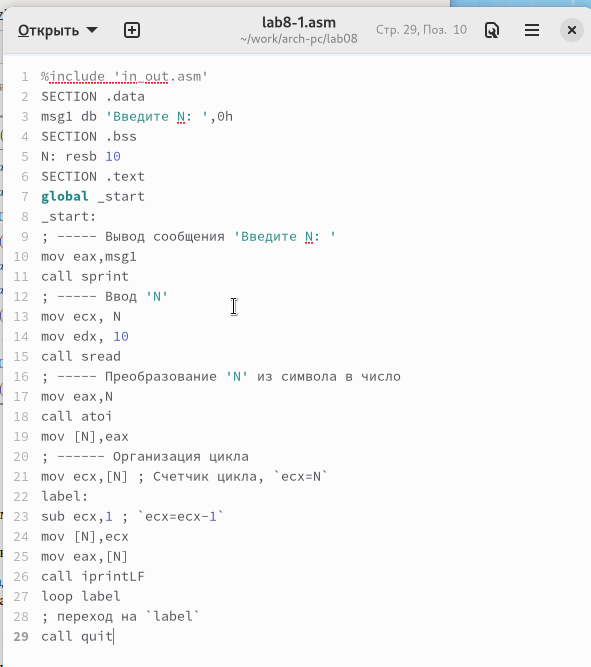 Открыть
lab8-1.asm
~/work/arch-pc/lab08
Стр. 29, Поз. 10
1 %include 'in_out.asm'
2 SECTION .data
3 msg1 db 'Введите N: ',0h
4 SECTION .bss
5 N: resb 10
6 SECTION .text
7 global _start
8 _start:
9 ; ----- Вывод сообщения 'Введите N: '
10 mov eax,msg1
11 call sprint
12 ; ----- Ввод 'N'
13 mov ecx, N
14 mov edx, 10
15 call sread
16 ; ----- Преобразование 'N' из символа в число
17 mov eax,N
18 call atoi
19 mov [N],eax
20 ; ------ Организация цикла
21 mov ecx,[N] ; Счетчик цикла, `ecx=N`
22 label:
23 sub ecx,1 ; `ecx=ecx-1`
24 mov [N],ecx
25 mov eax,[N]
26 call iprintLF
27 loop label
28 ; переход на `label`
29 call quit